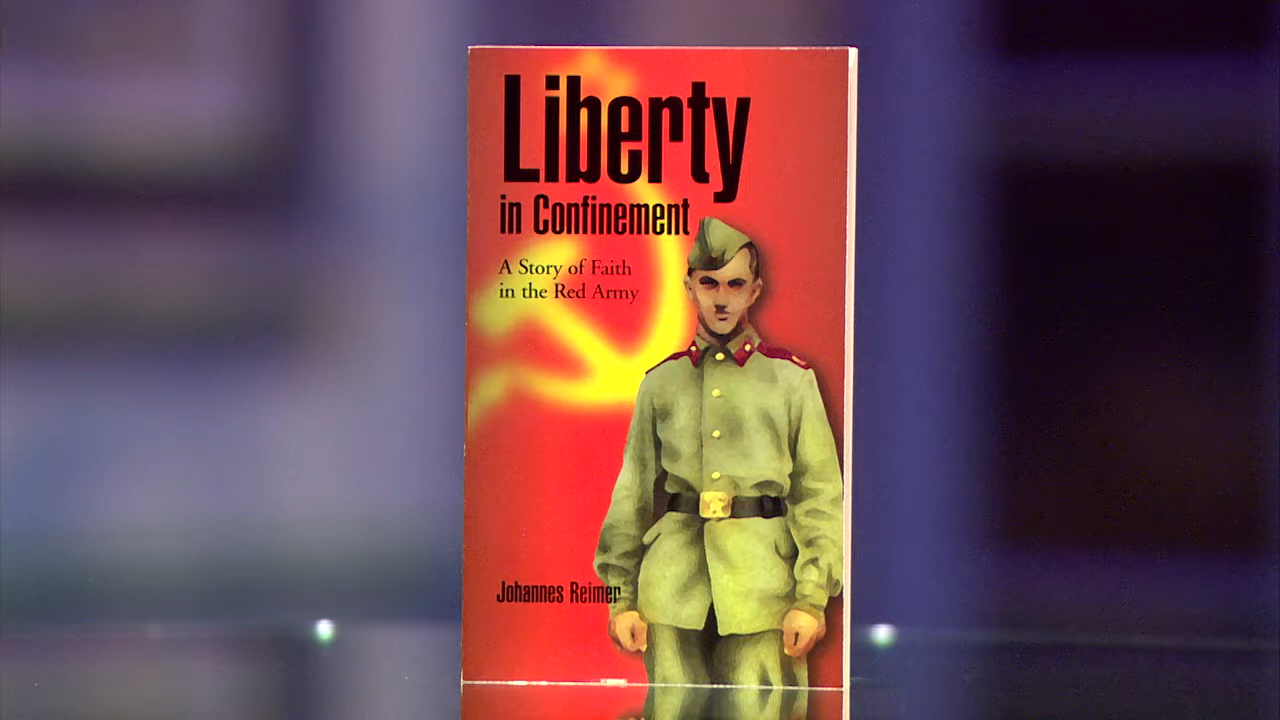 Liberty
in Confinement
A Story of Faith
in the Red Army
Johannes Reimer